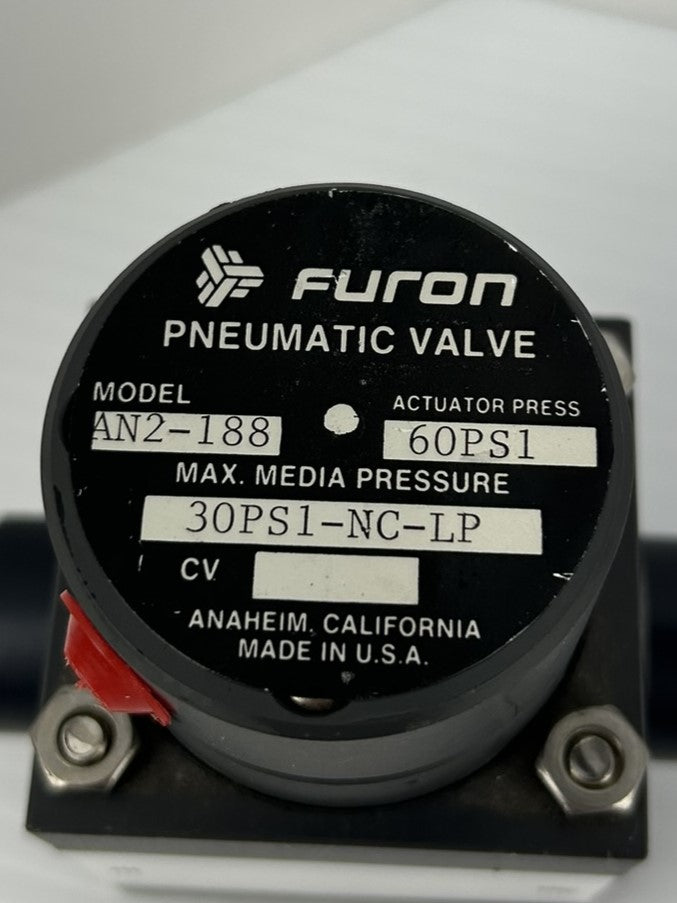 Furon
PNEUMATIC VALVE
MODEL ACTUATOR PRESS
AN2-188 60PS1
MAX. MEDIA PRESSURE
30PS1-NC-LP
CV
ANAHEIM, CALIFORNIA
MADE IN U.S.A.